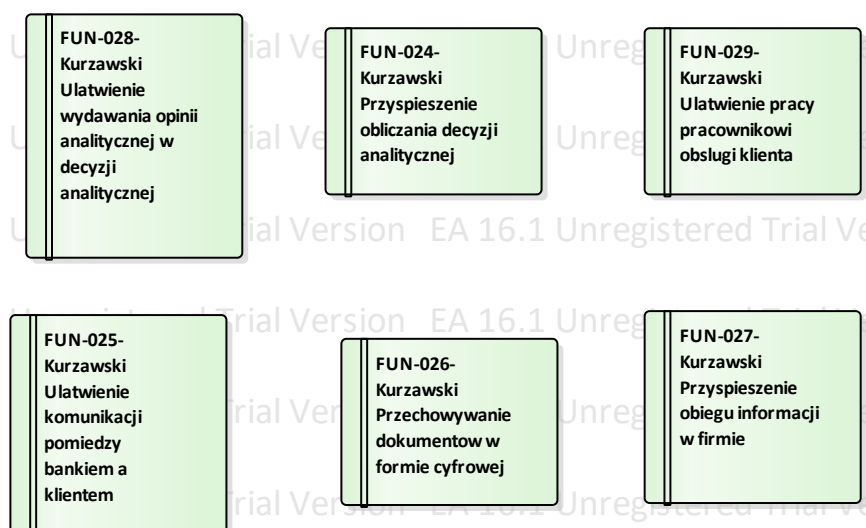 FUN-028-
Kurzawski
Ulatwienie
wydawania opinii
analitycznej w
decyzji
analitycznej
FUN-024-
Kurzawski
Przyspieszenie
obliczania decyzji
analitycznej
FUN-029-
Kurzawski
Ulatwienie pracy
pracownikowi
obslugi klienta
EA 16.1 Unregistered Trial
FUN-025-
Kurzawski
Ulatwienie
komunikacji
pomiedzy
bankiem a
klientem
FUN-026-
Kurzawski
Przechowywanie
dokumentow w
formie cyfrowej
FUN-027-
Kurzawski
Przyspieszenie
obiegu informacji
w firmie